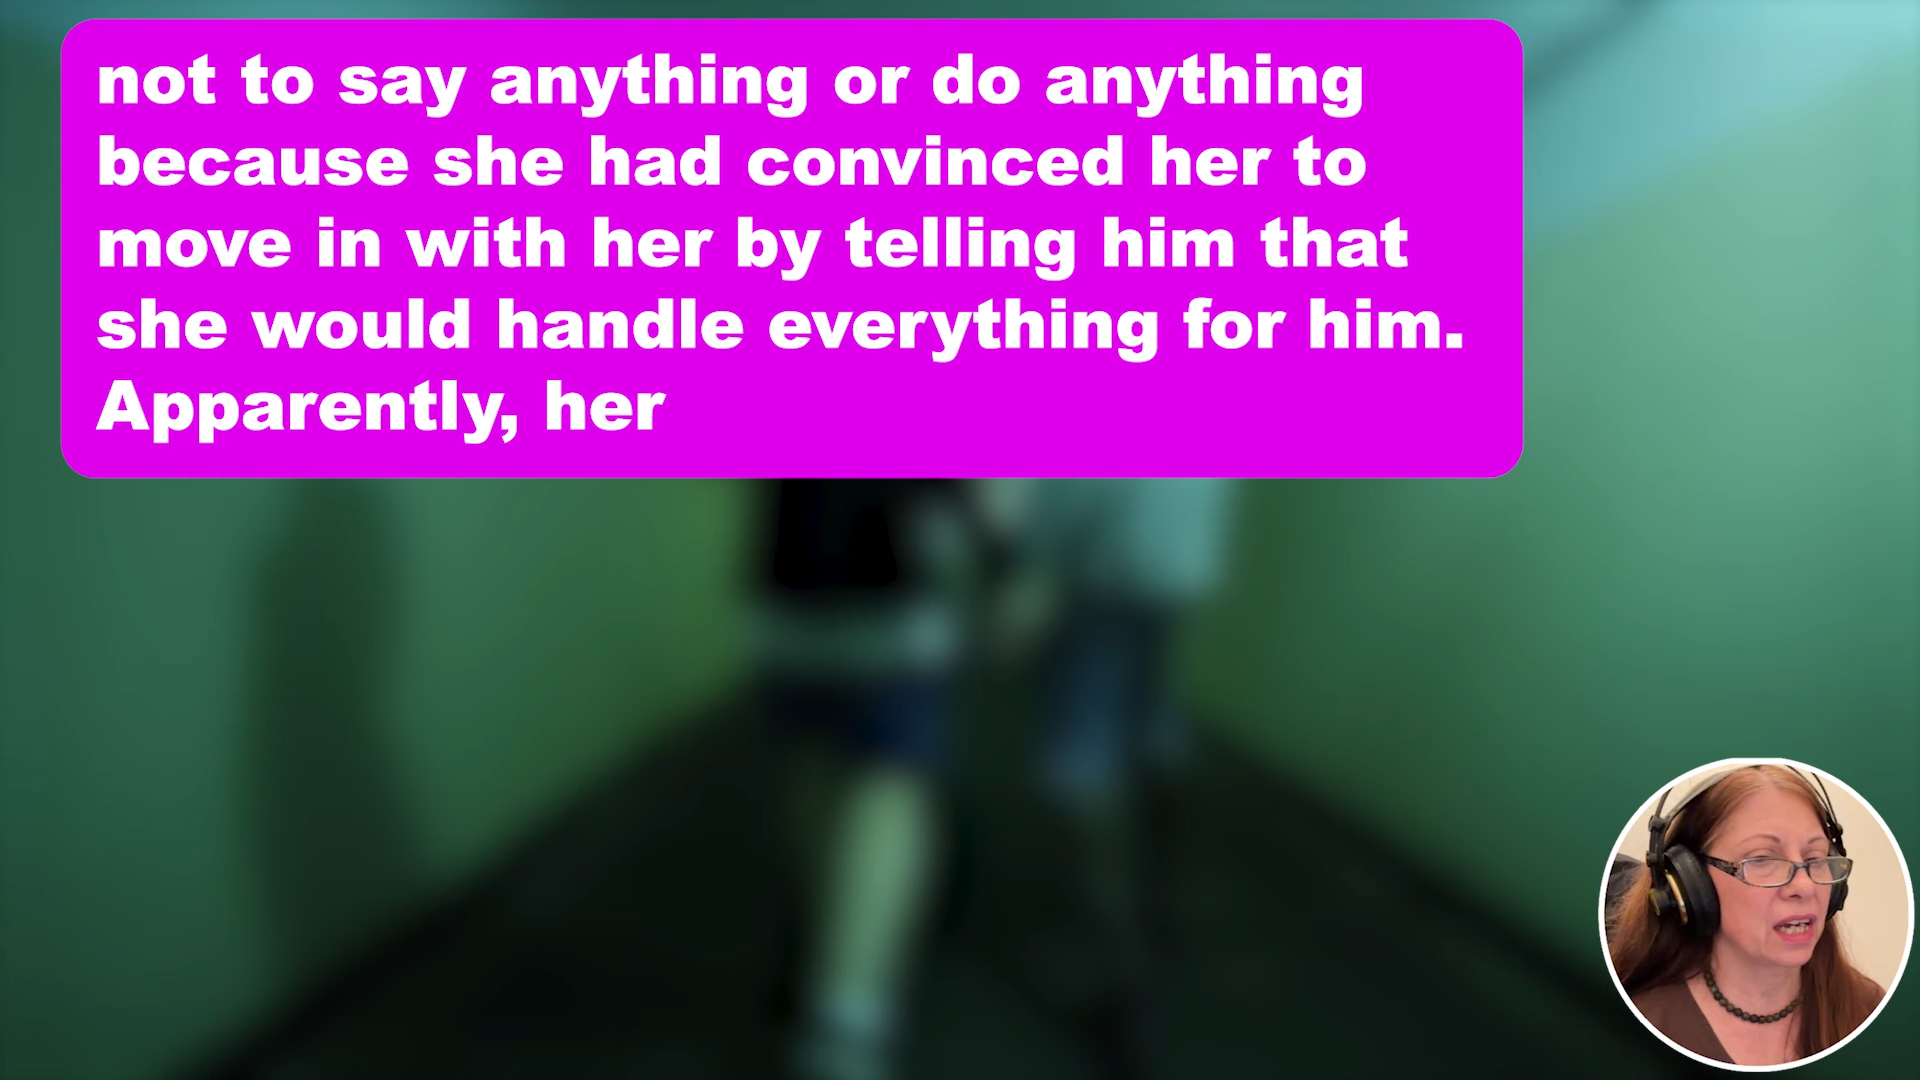 not to say anything or do anything
because she had convinced her to
move in with her by telling him that
she would handle everything for him.
Apparently, her